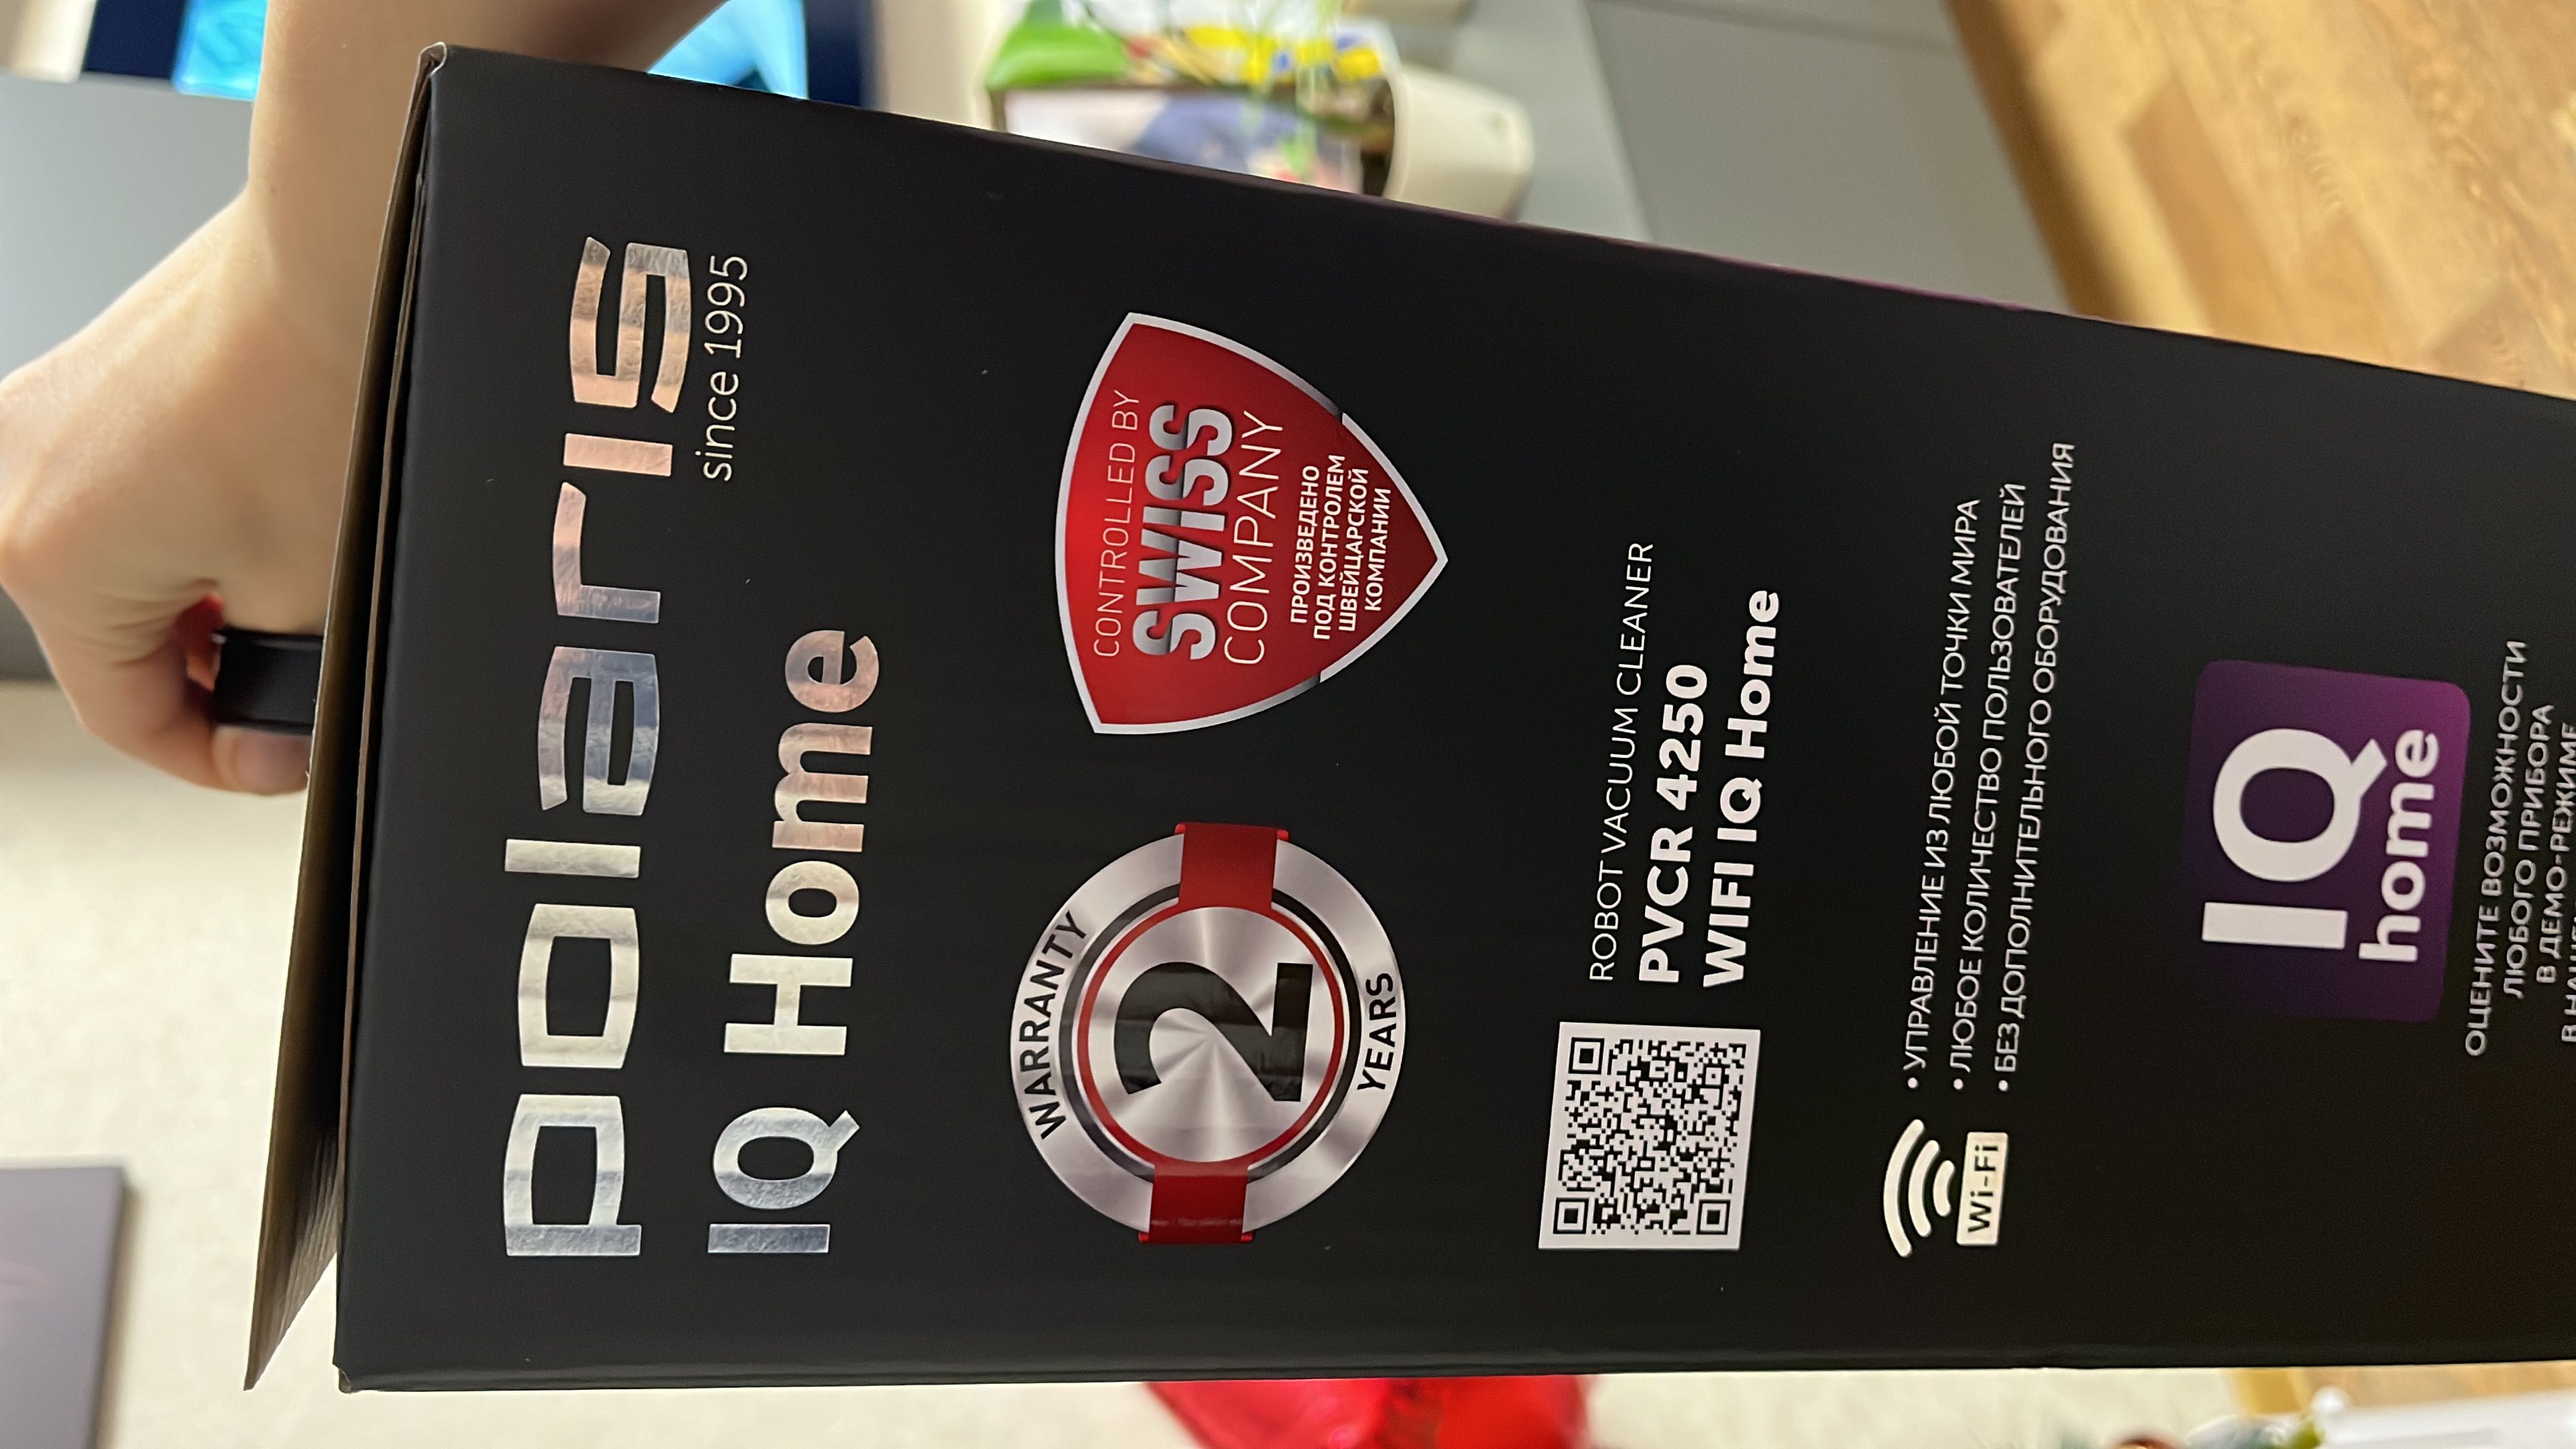 polaris
since 1995
IQ Home
WARRANTY
2
YEARS
CONTROLLED BY
SWISS
COMPANY
ПРОИЗВЕДЕНО
ПОД КОНТРОЛЕМ
ШВЕЙЦАРСКОЙ
КОМПАНИИ
ROBOT VACUUM CLEANER
PVCR 4250
WIFI IQ Home
Wi-Fi
• УПРАВЛЕНИЕ ИЗ ЛЮБОЙ ТОЧКИ МИРА
• ЛЮБОЕ КОЛИЧЕСТВО ПОЛЬЗОВАТЕЛЕЙ
• БЕЗ ДОПОЛНИТЕЛЬНОГО ОБОРУДОВАНИЯ
IQ
home
ОЦЕНИТЕ ВОЗМОЖНОСТИ
ЛЮБОГО ПРИБОРА
В ДЕМО-РЕЖИМЕ